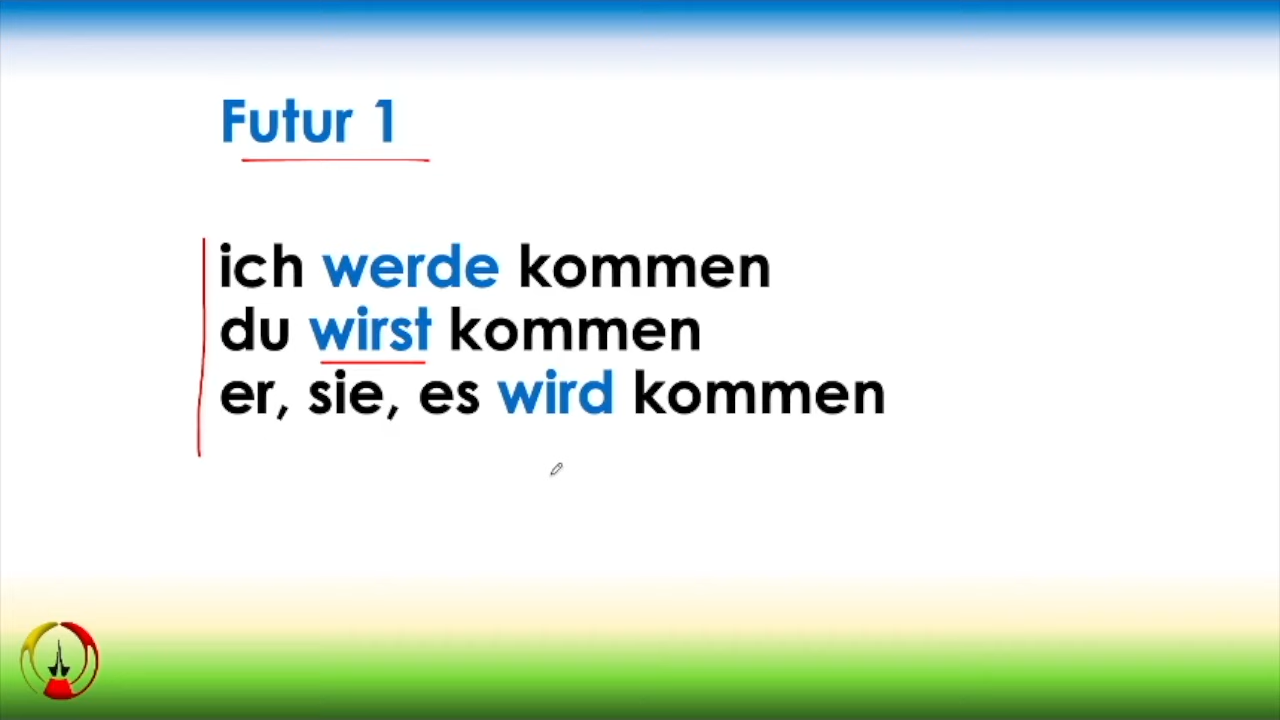 Futur 1
ich werde kommen
du wirst kommen
er, sie, es wird kommen